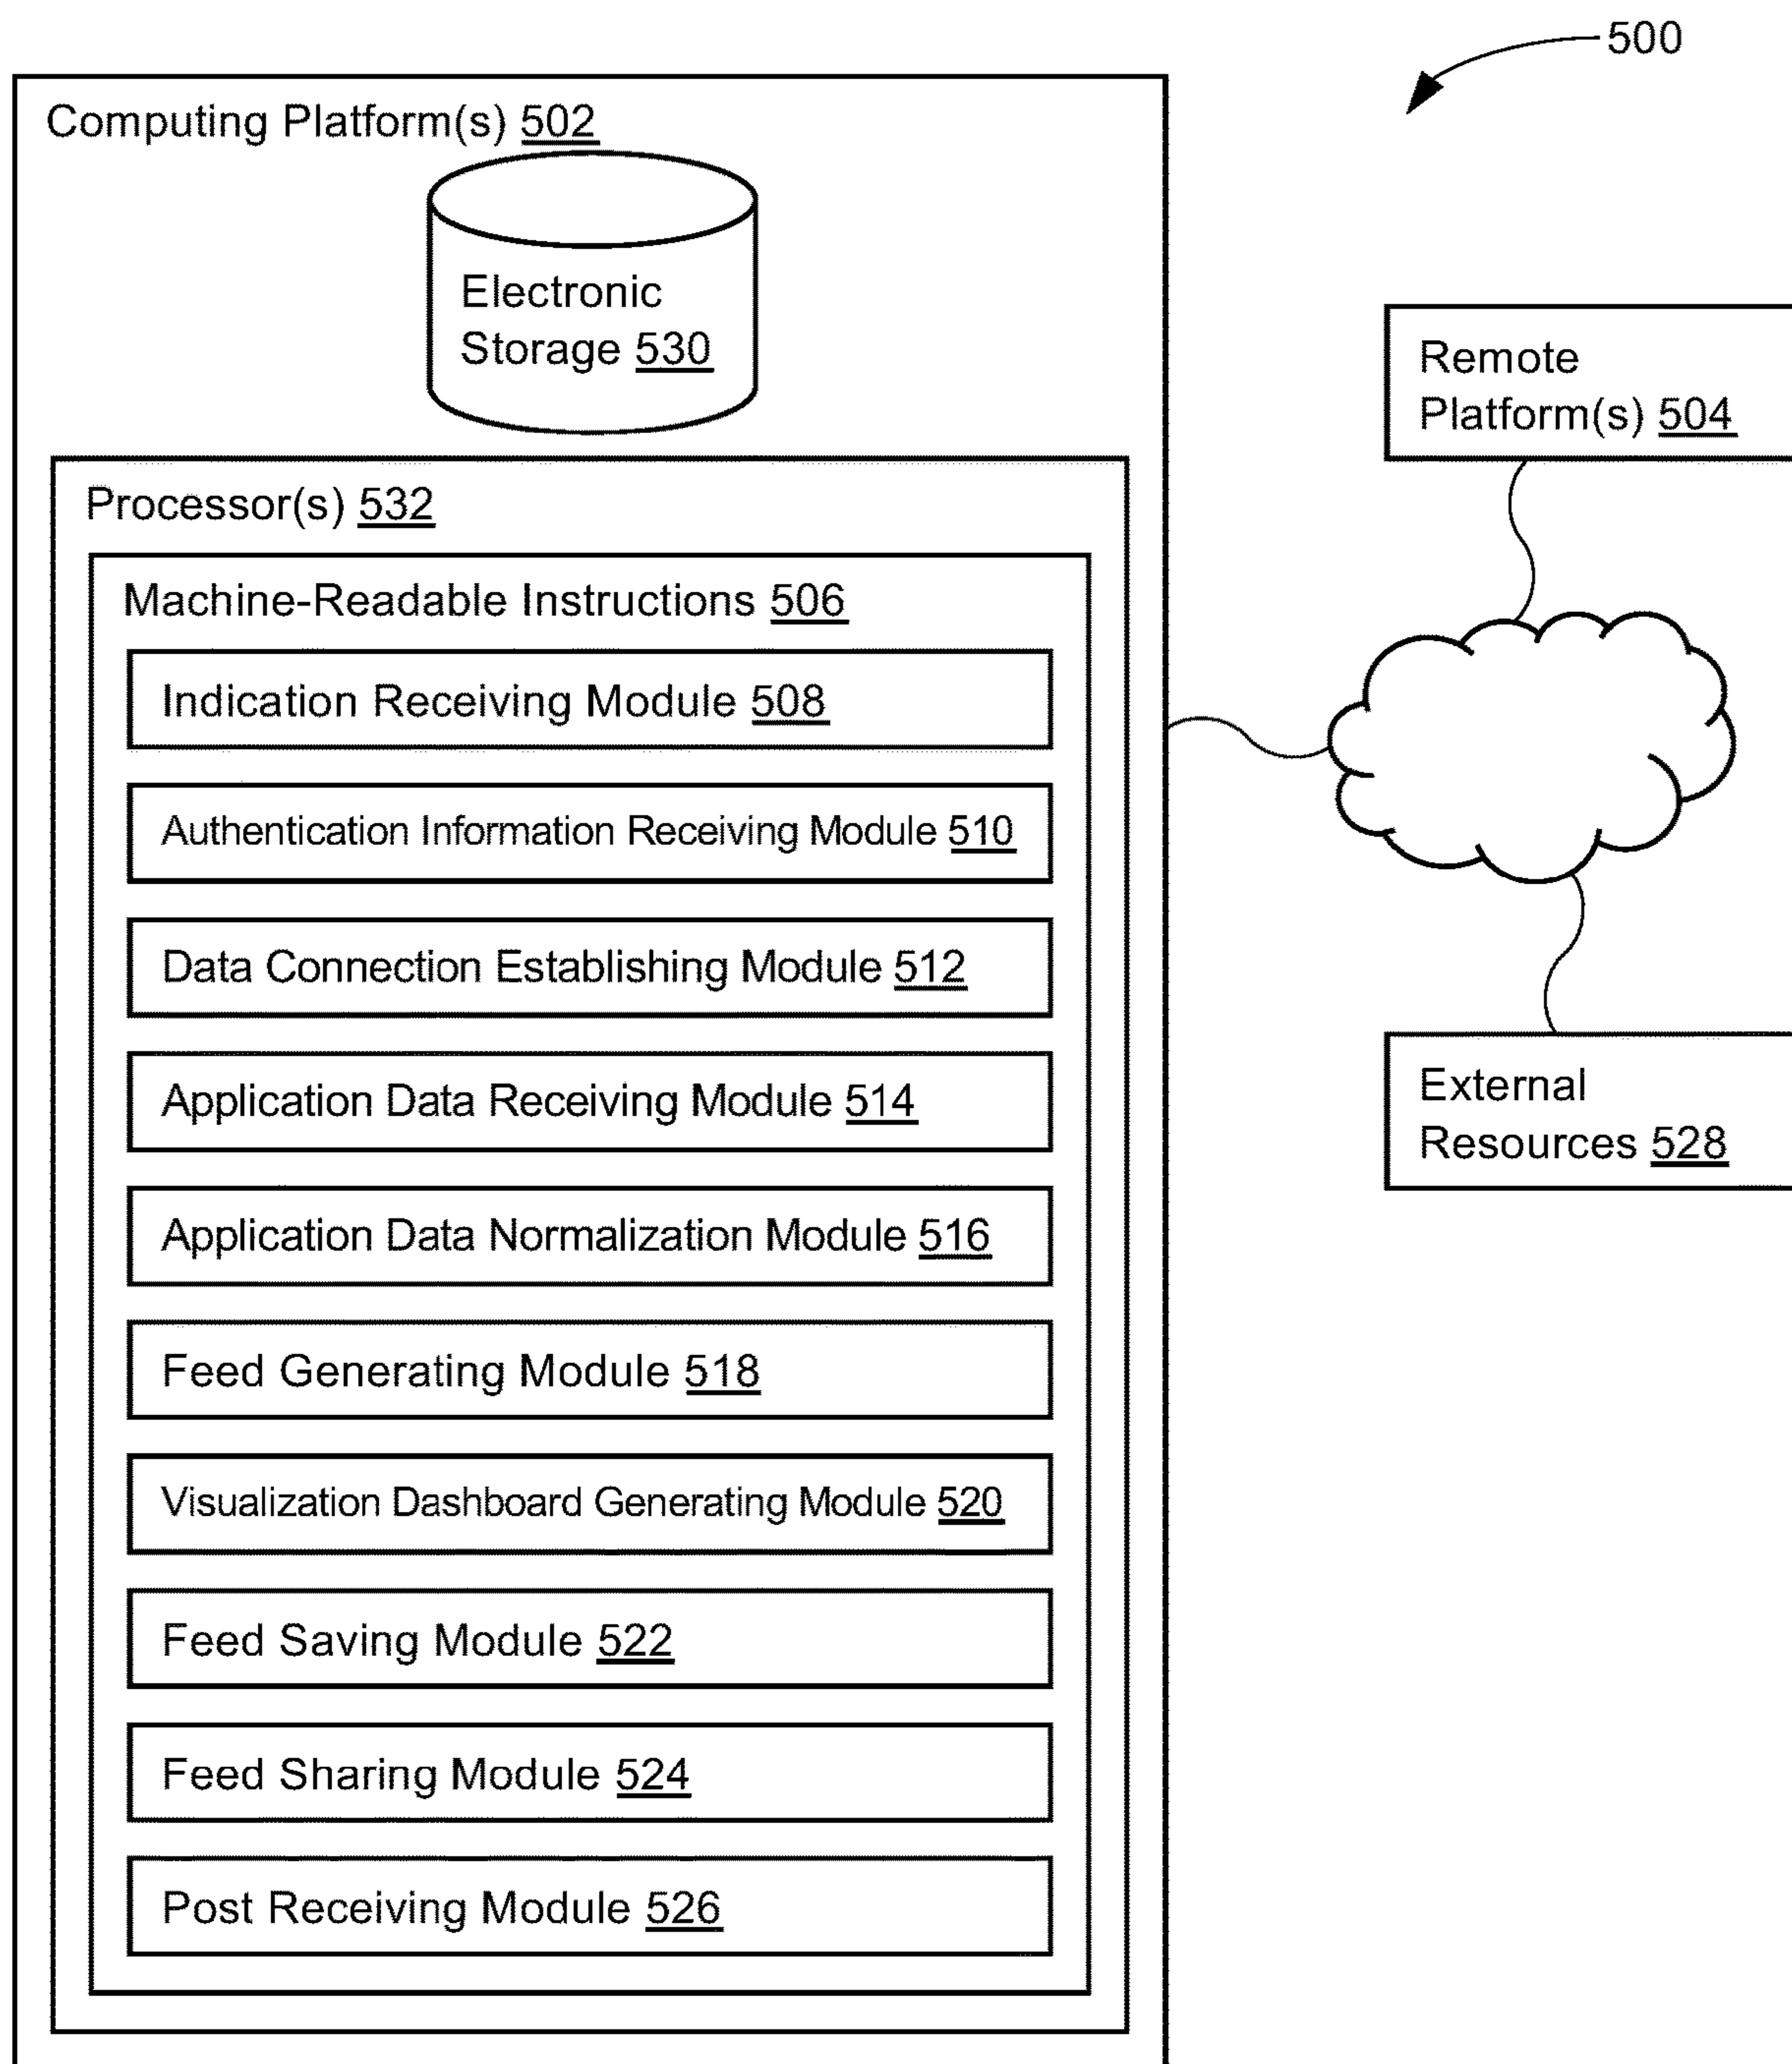 500
Computing Platform(s) 502
Electronic
Storage 530
Remote
Platform(s) 504
Processor(s) 532
Machine-Readable Instructions 506
Indication Receiving Module 508
Authentication Information Receiving Module 510
Data Connection Establishing Module 512
Application Data Receiving Module 514
Application Data Normalization Module 516
Feed Generating Module 518
Visualization Dashboard Generating Module 520
Feed Saving Module 522
Feed Sharing Module 524
Post Receiving Module 526
External
Resources 528